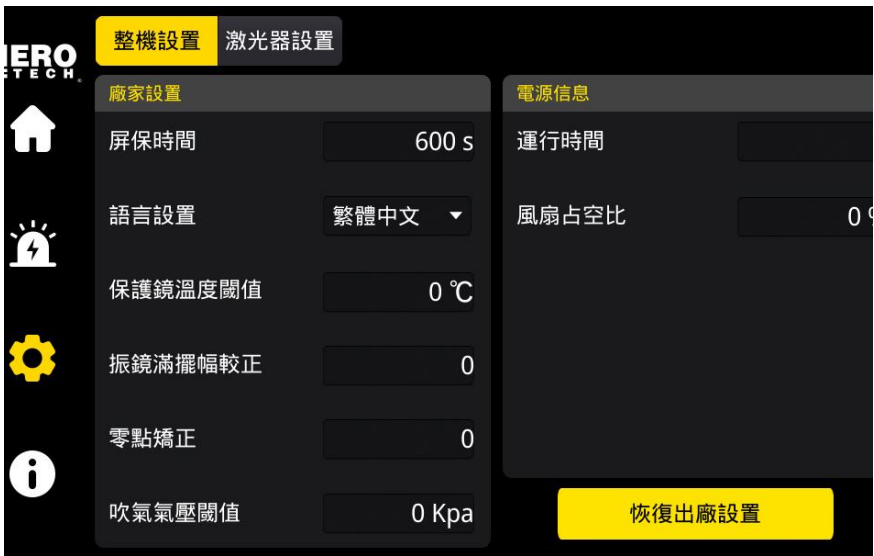 整機設置 激光器設置
廠家設置
屏保時間 600 s
語言設置 繁體中文
保護鏡溫度閾值 0 ℃
振鏡滿擺幅較正 0
零點矯正 0
吹氣氣壓閾值 0 Kpa
電源信息
運行時間
風扇占空比 0
恢復出廠設置